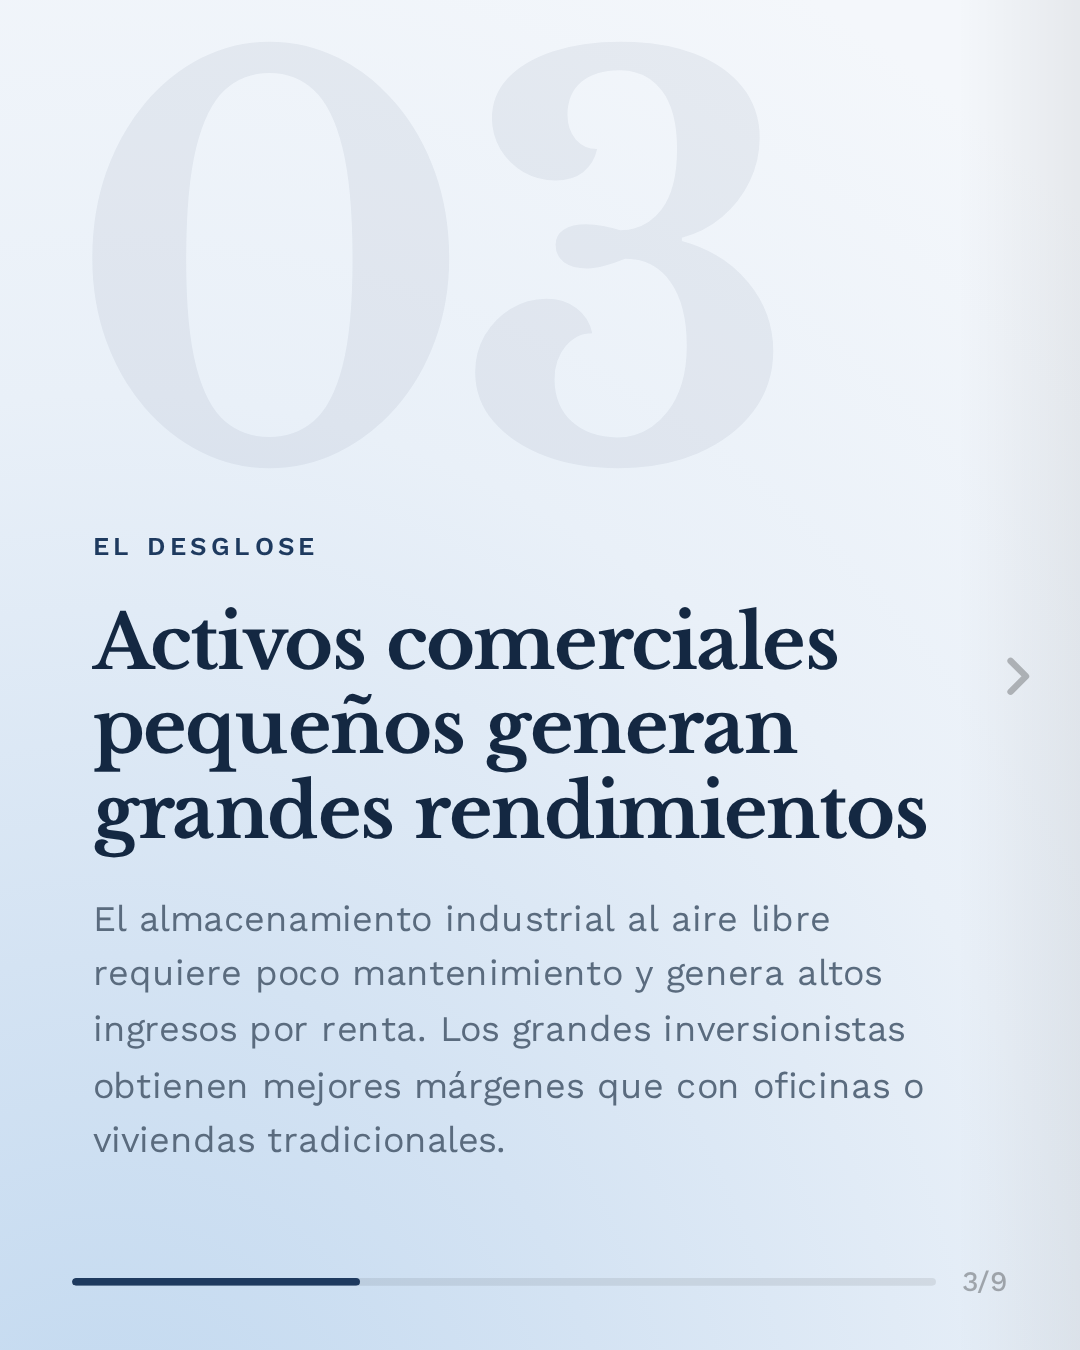 03
EL DESGLOSE
Activos comerciales
pequeños generan
grandes rendimientos
El almacenamiento industrial al aire libre
requiere poco mantenimiento y genera altos
ingresos por renta. Los grandes inversionistas
obtienen mejores márgenes que con oficinas o
viviendas tradicionales.
3/9